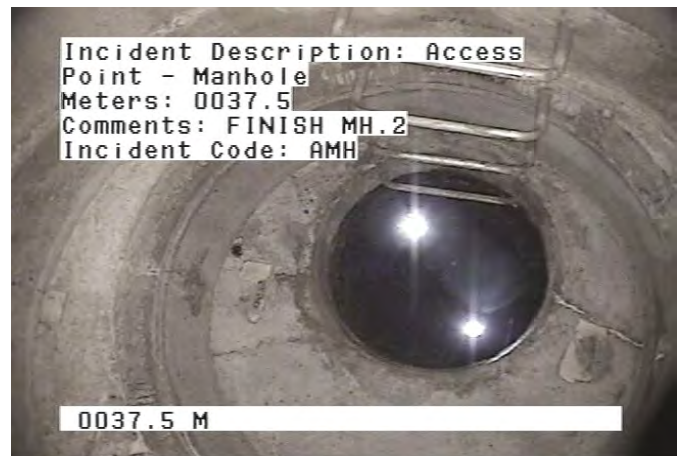 Incident Description: Access
Point - Manhole
Meters: 0037.5
Comments: FINISH MH.2
Incident Code: AMH
0037.5 M